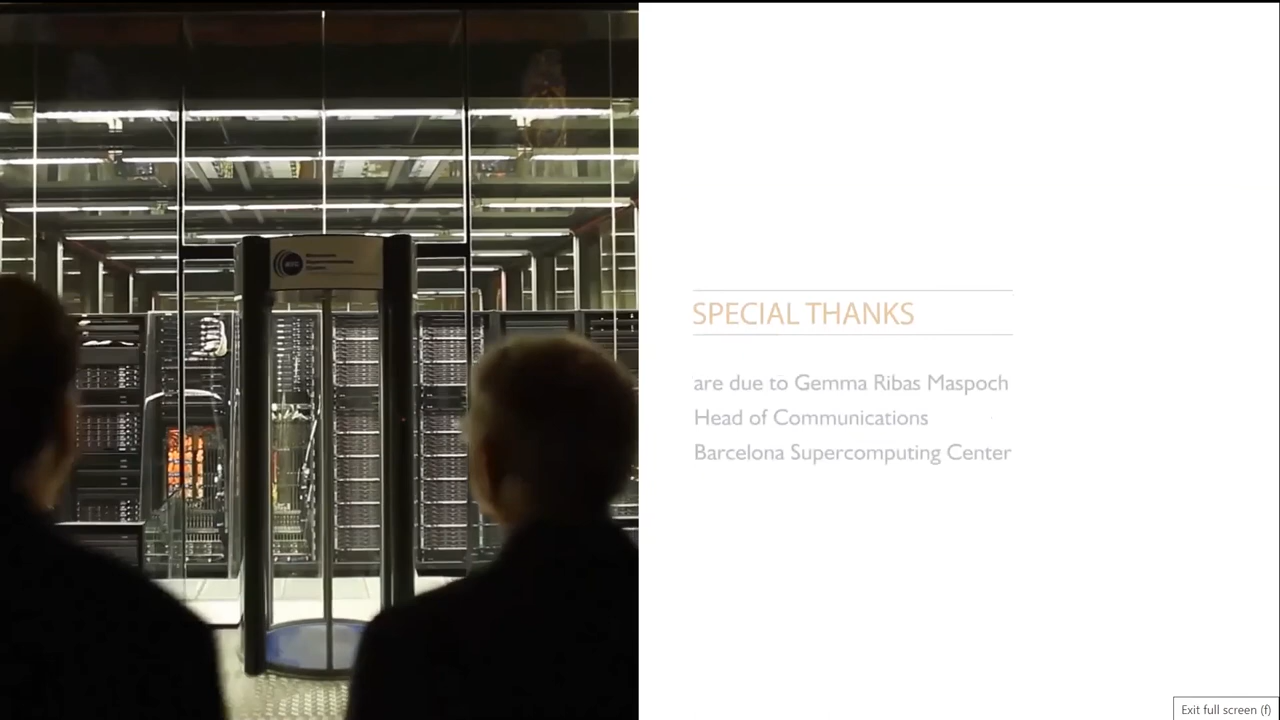 SPECIAL THANKS
are due to Gemma Ribas Maspoch
Head of Communications
Barcelona Supercomputing Center
Exit full screen (f)